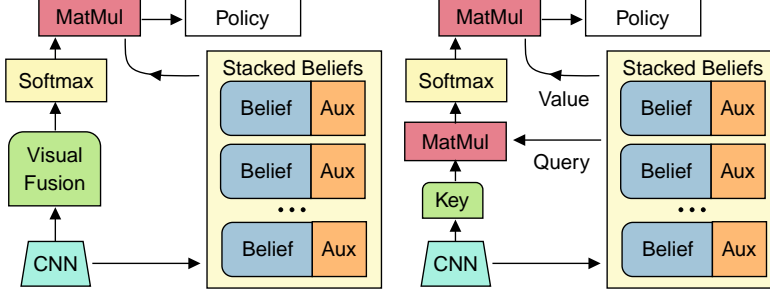 MatMul
Policy
Softmax
Stacked Beliefs
Belief
Aux
Visual
Fusion
Belief
Aux
...
CNN
Belief
Aux
MatMul
Policy
Softmax
Stacked Beliefs
Value
Belief
Aux
MatMul
Query
Belief
Aux
Key
...
CNN
Belief
Aux